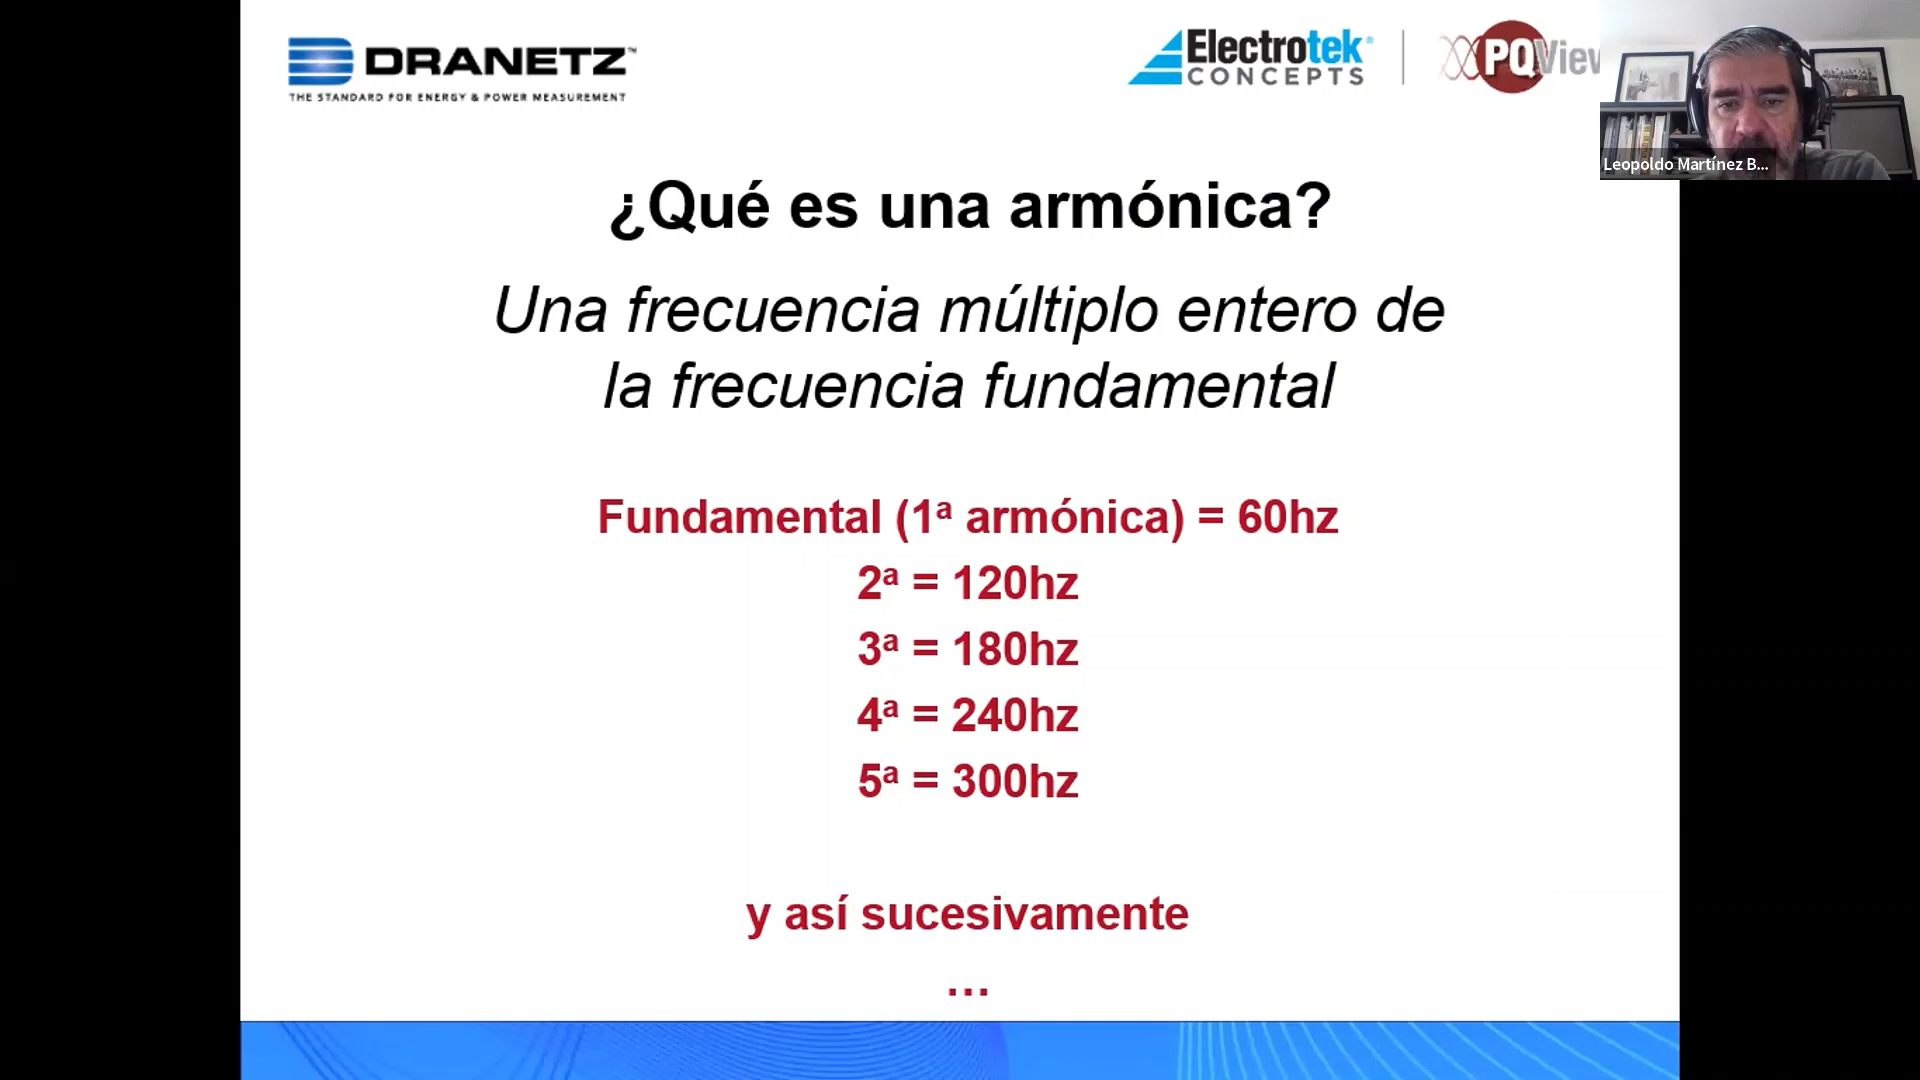 DRANETZ™
THE STANDARD FOR ENERGY & POWER MEASUREMENT
Electrotek®
CONCEPTS
PQView
Leopoldo Martínez B...
¿Qué es una armónica?
Una frecuencia múltiplo entero de
la frecuencia fundamental
Fundamental (1ª armónica) = 60hz
2ª = 120hz
3ª = 180hz
4ª = 240hz
5ª = 300hz
y así sucesivamente
...